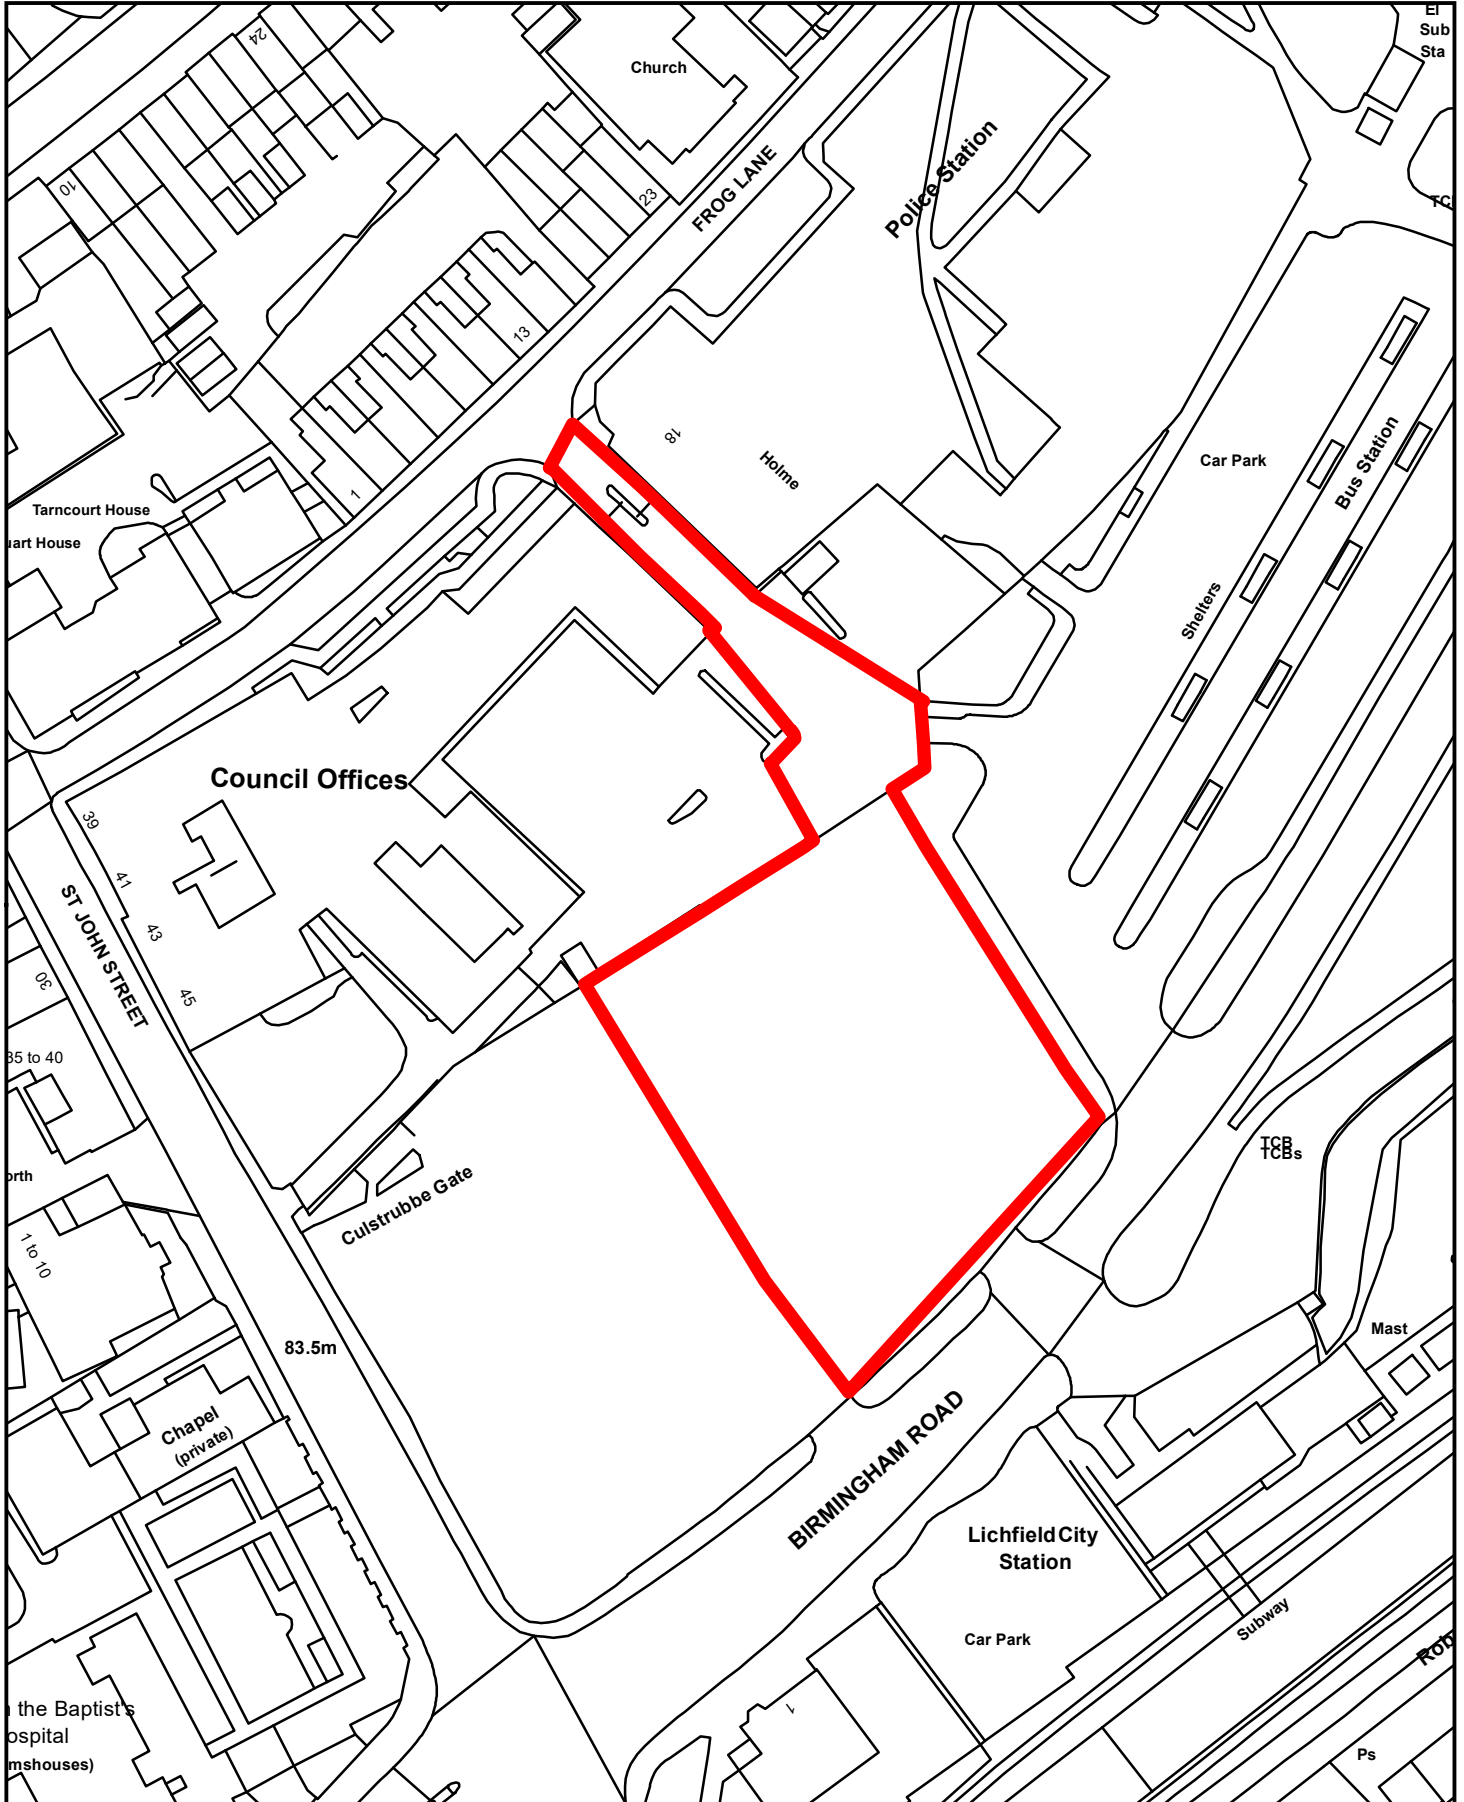 El
Sub
Sta
24
Church
Police Station
FROG LANE
10
23
TC
13
18
Holme
Car Park
Bus Station
1
Tarncourt House
uart House
Shelters
Council Offices
39
41
43
45
ST JOHN STREET
30
35 to 40
orth
TCB
TCBs
Culstrubbe Gate
1 to 10
83.5m
Mast
Chapel
(private)
BIRMINGHAM ROAD
Lichfield City
Station
Car Park
Subway
Rob
1
n the Baptist's
ospital
mshouses)
Ps